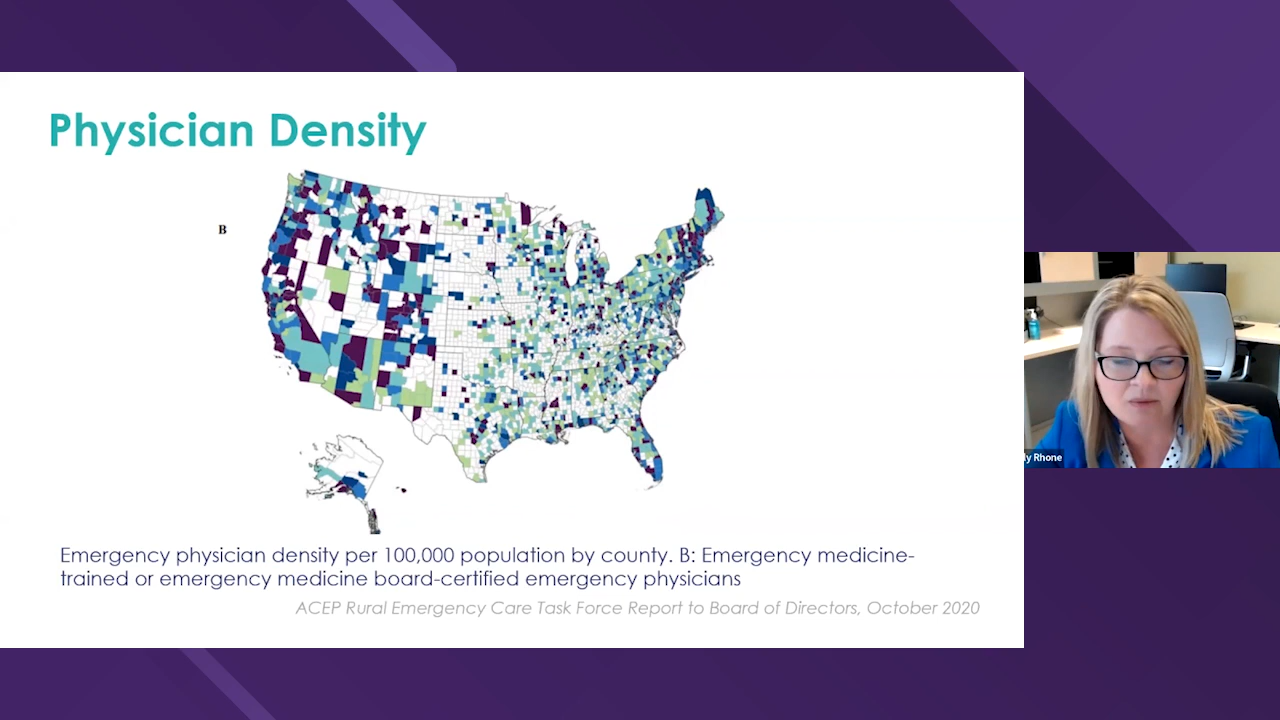 Physician Density
B
Emergency physician density per 100,000 population by county. B: Emergency medicine-
trained or emergency medicine board-certified emergency physicians
ACEP Rural Emergency Care Task Force Report to Board of Directors, October 2020
ly Rhone